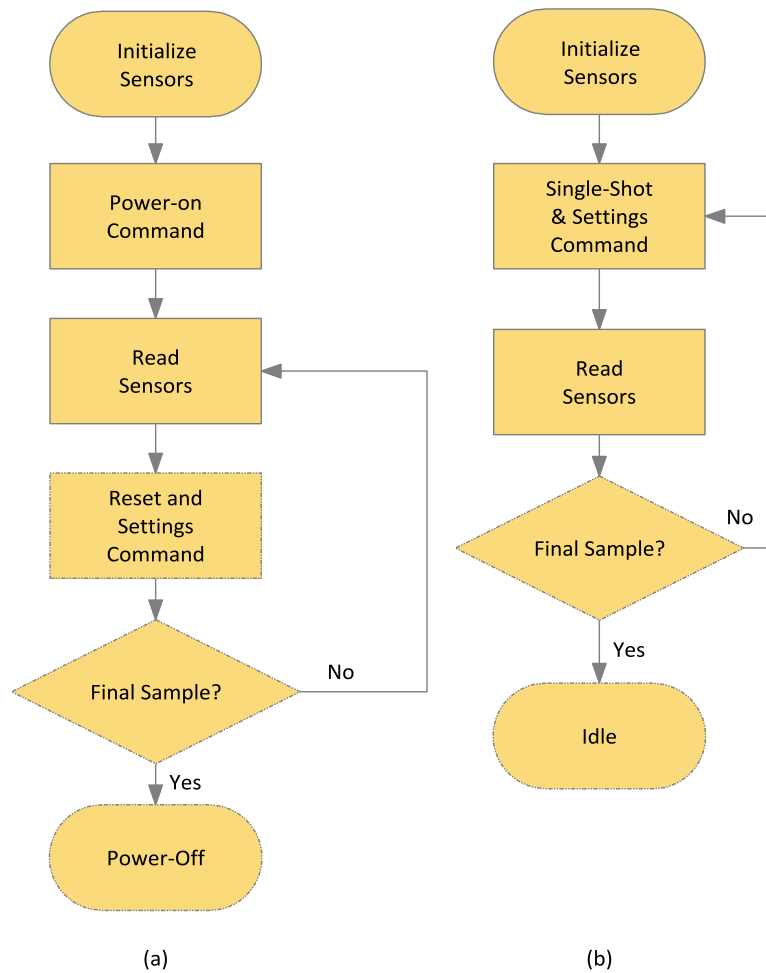 Initialize
Sensors
Power-on
Command
Read
Sensors
Reset and
Settings
Command
Final Sample?
No
Yes
Power-Off
(a)
Initialize
Sensors
Single-Shot
& Settings
Command
Read
Sensors
Final Sample?
No
Yes
Idle
(b)